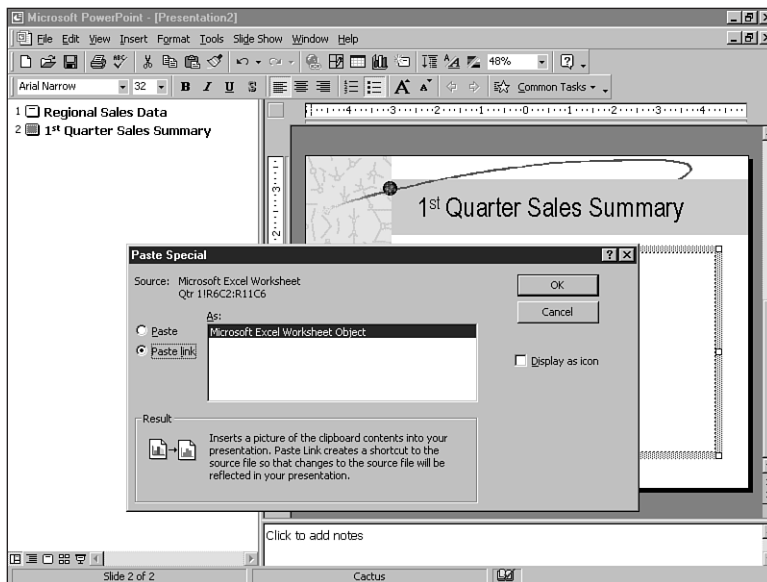 Microsoft PowerPoint - [Presentation2]
File Edit View Insert Format Tools Slide Show Window Help
48%
Arial Narrow 32 B I U S A A Common Tasks
1 Regional Sales Data
2 1st Quarter Sales Summary
1st Quarter Sales Summary
Paste Special
Source: Microsoft Excel Worksheet
Qtr 1!R6C2:R11C6
As:
Paste
Paste link
Microsoft Excel Worksheet Object
OK
Cancel
Display as icon
Result
Inserts a picture of the clipboard contents into your
presentation. Paste Link creates a shortcut to the
source file so that changes to the source file will be
reflected in your presentation.
Click to add notes
Slide 2 of 2 Cactus